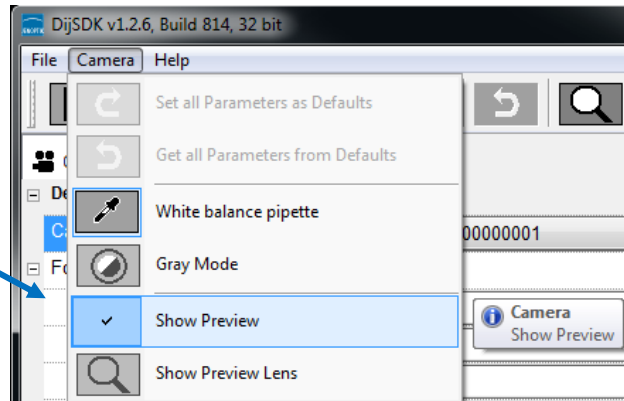 DijSDK v1.2.6, Build 814, 32 bit
File Camera Help
Set all Parameters as Defaults
Get all Parameters from Defaults
White balance pipette
00000001
Gray Mode
Show Preview
Camera
Show Preview
Show Preview Lens